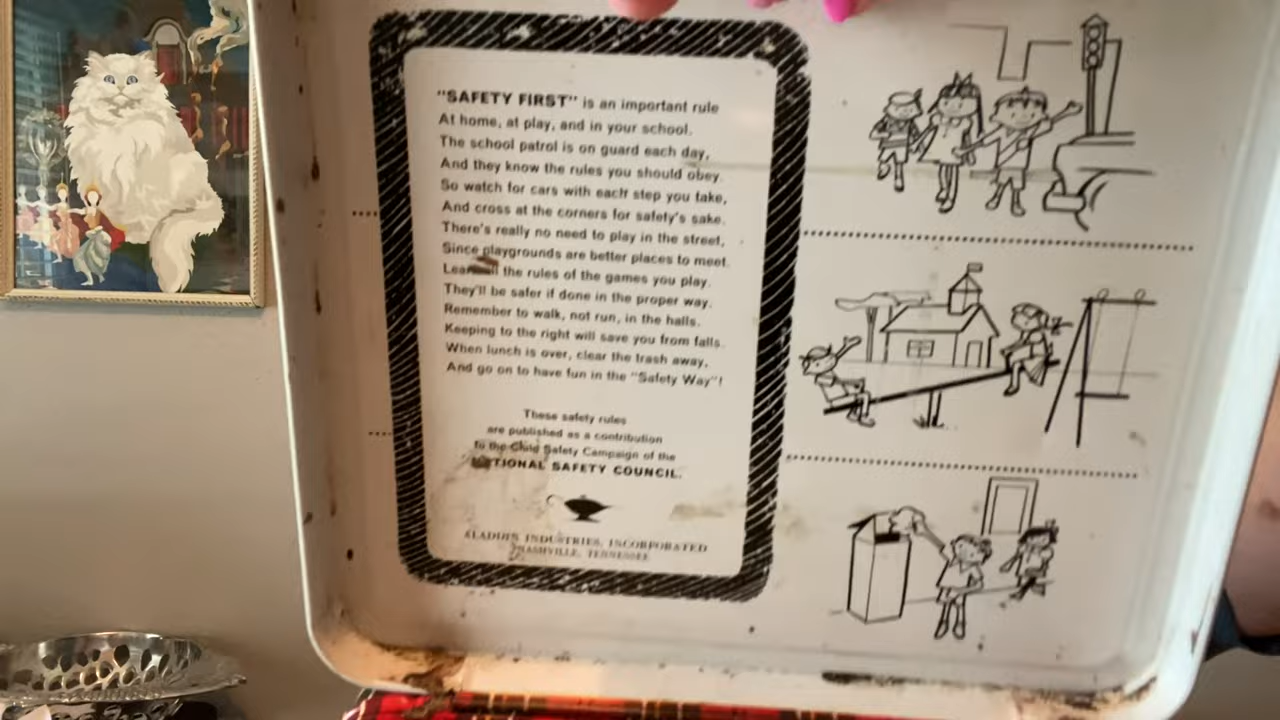 "SAFETY FIRST" is an important rule
At home, at play, and in your school.
The school patrol is on guard each day,
And they know the rules you should obey.
So watch for cars with each step you take,
And cross at the corners for safety's sake.
There's really no need to play in the street,
Since playgrounds are better places to meet.
the rules of the games you play.
They'll be safer if done in the proper way.
Remember to walk, not run, in the halls.
Keeping to the right will save you from falls.
When lunch is over, clear the trash away,
And go on to have fun in the "Safety Way"!
These safety rules
are published as a contribution
to the Child Safety Campaign of the
NATIONAL SAFETY COUNCIL.
ALADDIN INDUSTRIES, INCORPORATED
NASHVILLE, TENNESSEE